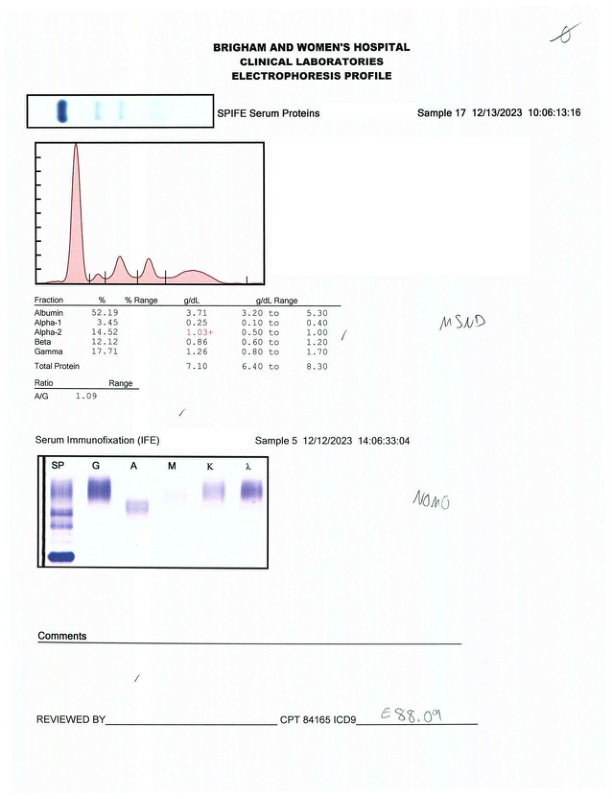 BRIGHAM AND WOMEN'S HOSPITAL
CLINICAL LABORATORIES
ELECTROPHORESIS PROFILE
SPIFE Serum Proteins Sample 17 12/13/2023 10:06:13:16
Fraction % % Range g/dL g/dL Range
Albumin 52.19 3.71 3.20 to 5.30
Alpha-1 3.45 0.25 0.10 to 0.40
Alpha-2 14.52 1.03+ 0.50 to 1.00
Beta 12.12 0.86 0.60 to 1.20
Gamma 17.71 1.26 0.80 to 1.70
Total Protein 7.10 6.40 to 8.30
MSND
Ratio Range
A/G 1.09
Serum Immunofixation (IFE) Sample 5 12/12/2023 14:06:33:04
SP G A M K λ
NOMO
Comments
REVIEWED BY CPT 84165 ICD9 E88.09